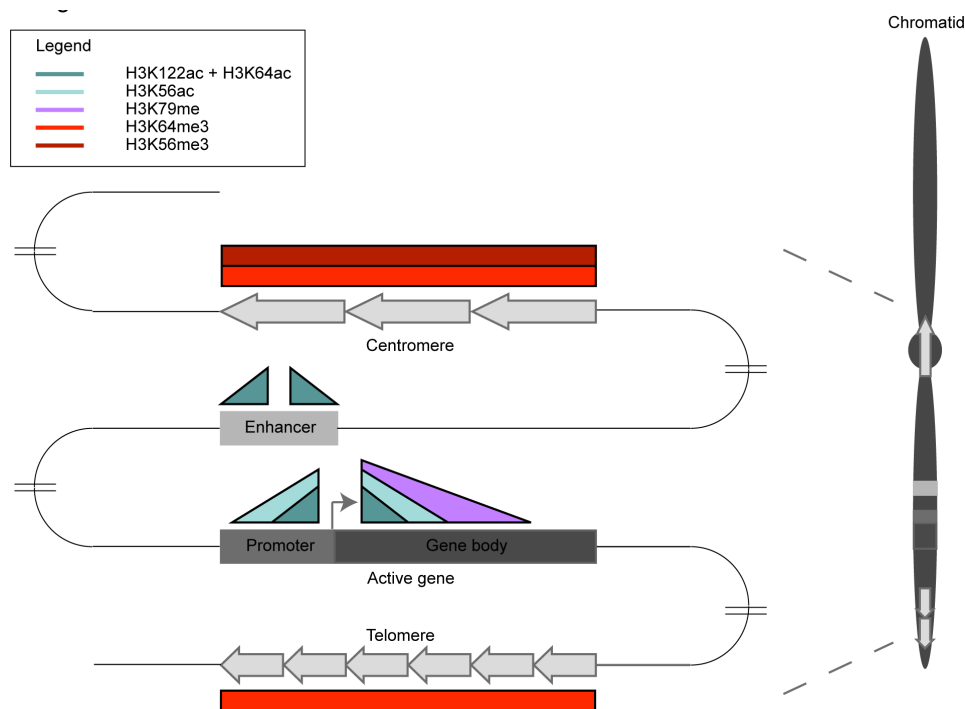 Chromatid
Legend
H3K122ac + H3K64ac
H3K56ac
H3K79me
H3K64me3
H3K56me3
Centromere
Enhancer
Promoter
Gene body
Active gene
Telomere